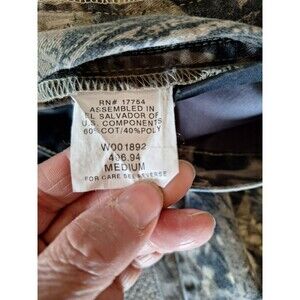 RN# 17754
ASSEMBLED IN
EL SALVADOR OF
U.S. COMPONENTS
60% COT/40% POLY
W001892
496.94
MEDIUM
FOR CARE SEE REVERSE